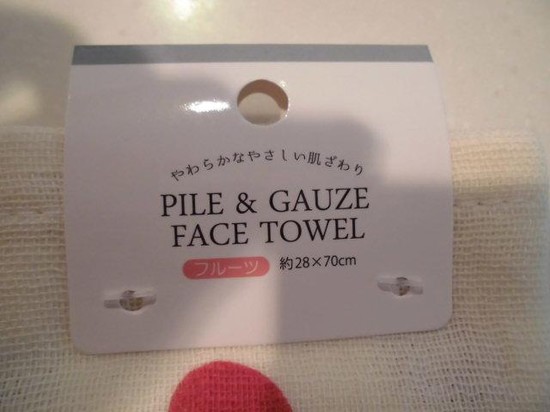 やわらかなやさしい肌ざわり
PILE & GAUZE
FACE TOWEL
フルーツ 約28×70cm